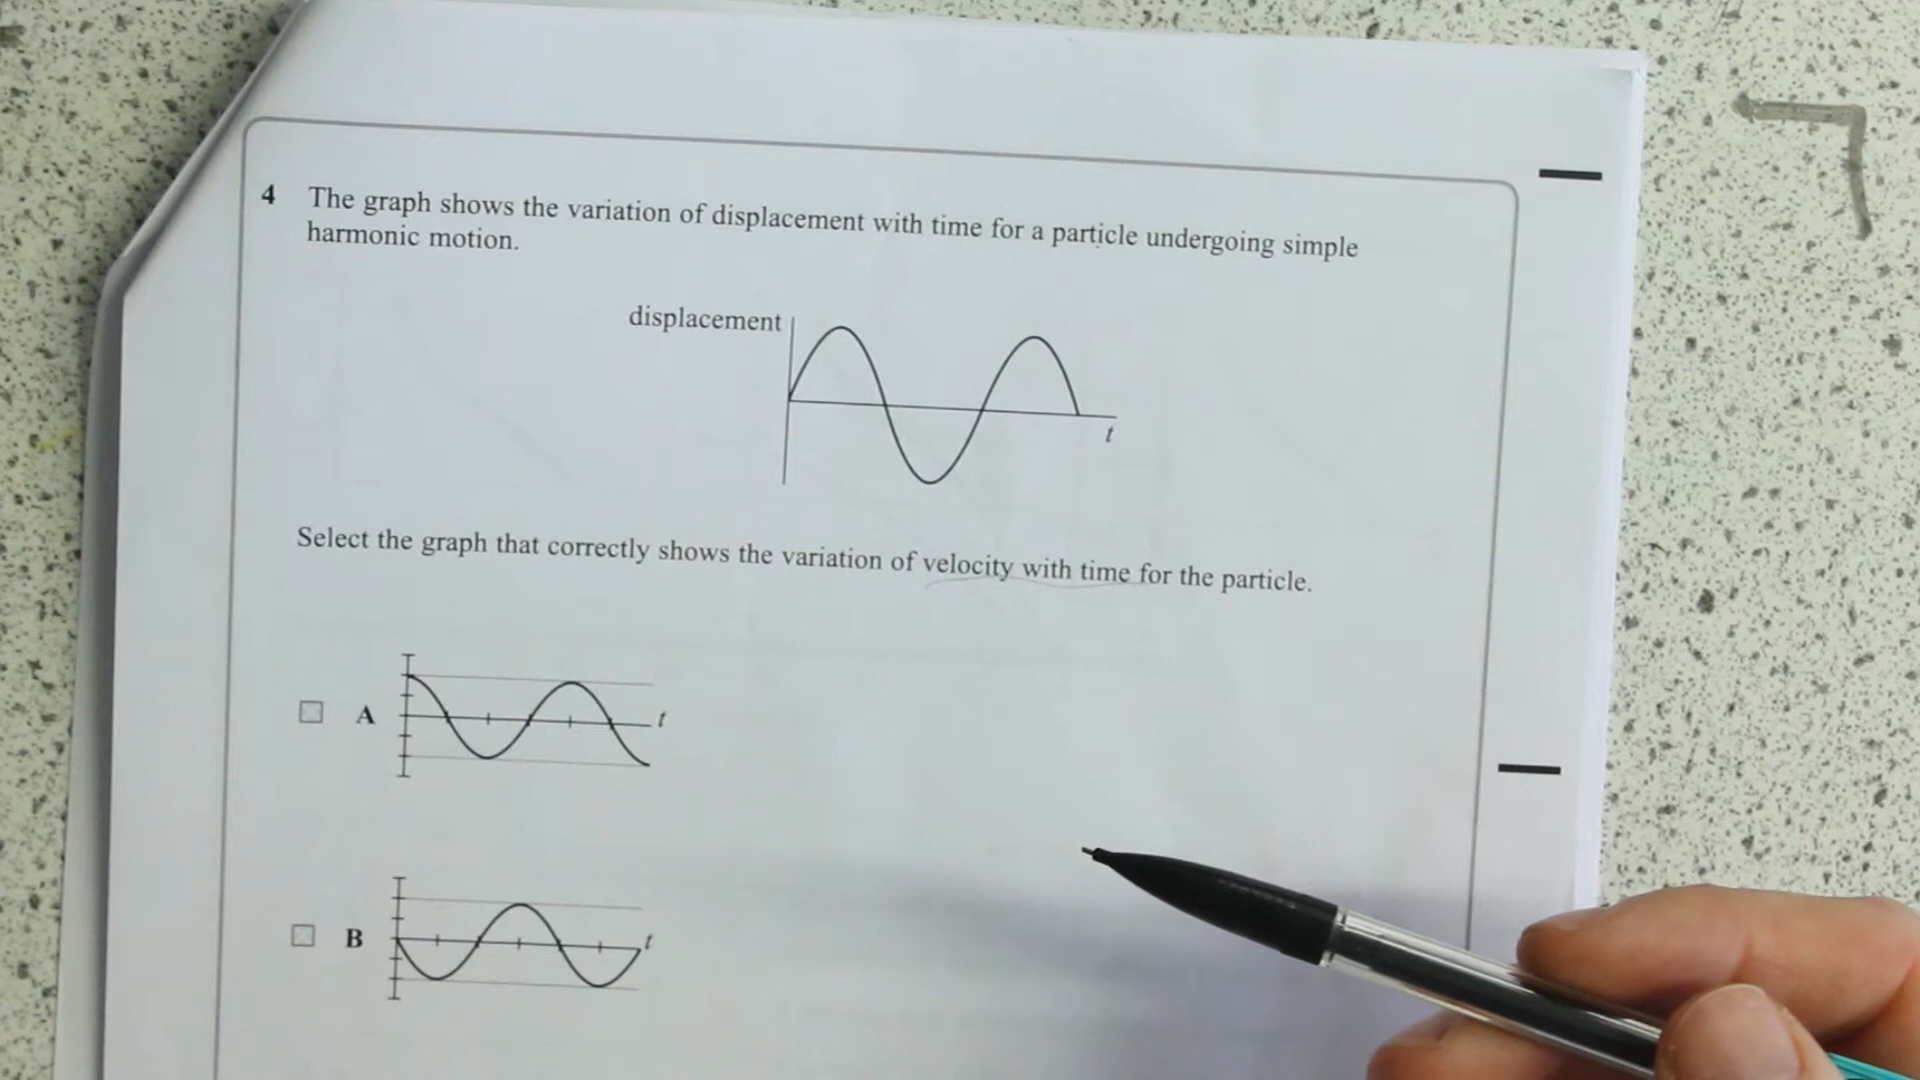 4 The graph shows the variation of displacement with time for a particle undergoing simple
harmonic motion.
displacement
t
Select the graph that correctly shows the variation of velocity with time for the particle.
A
t
B
t